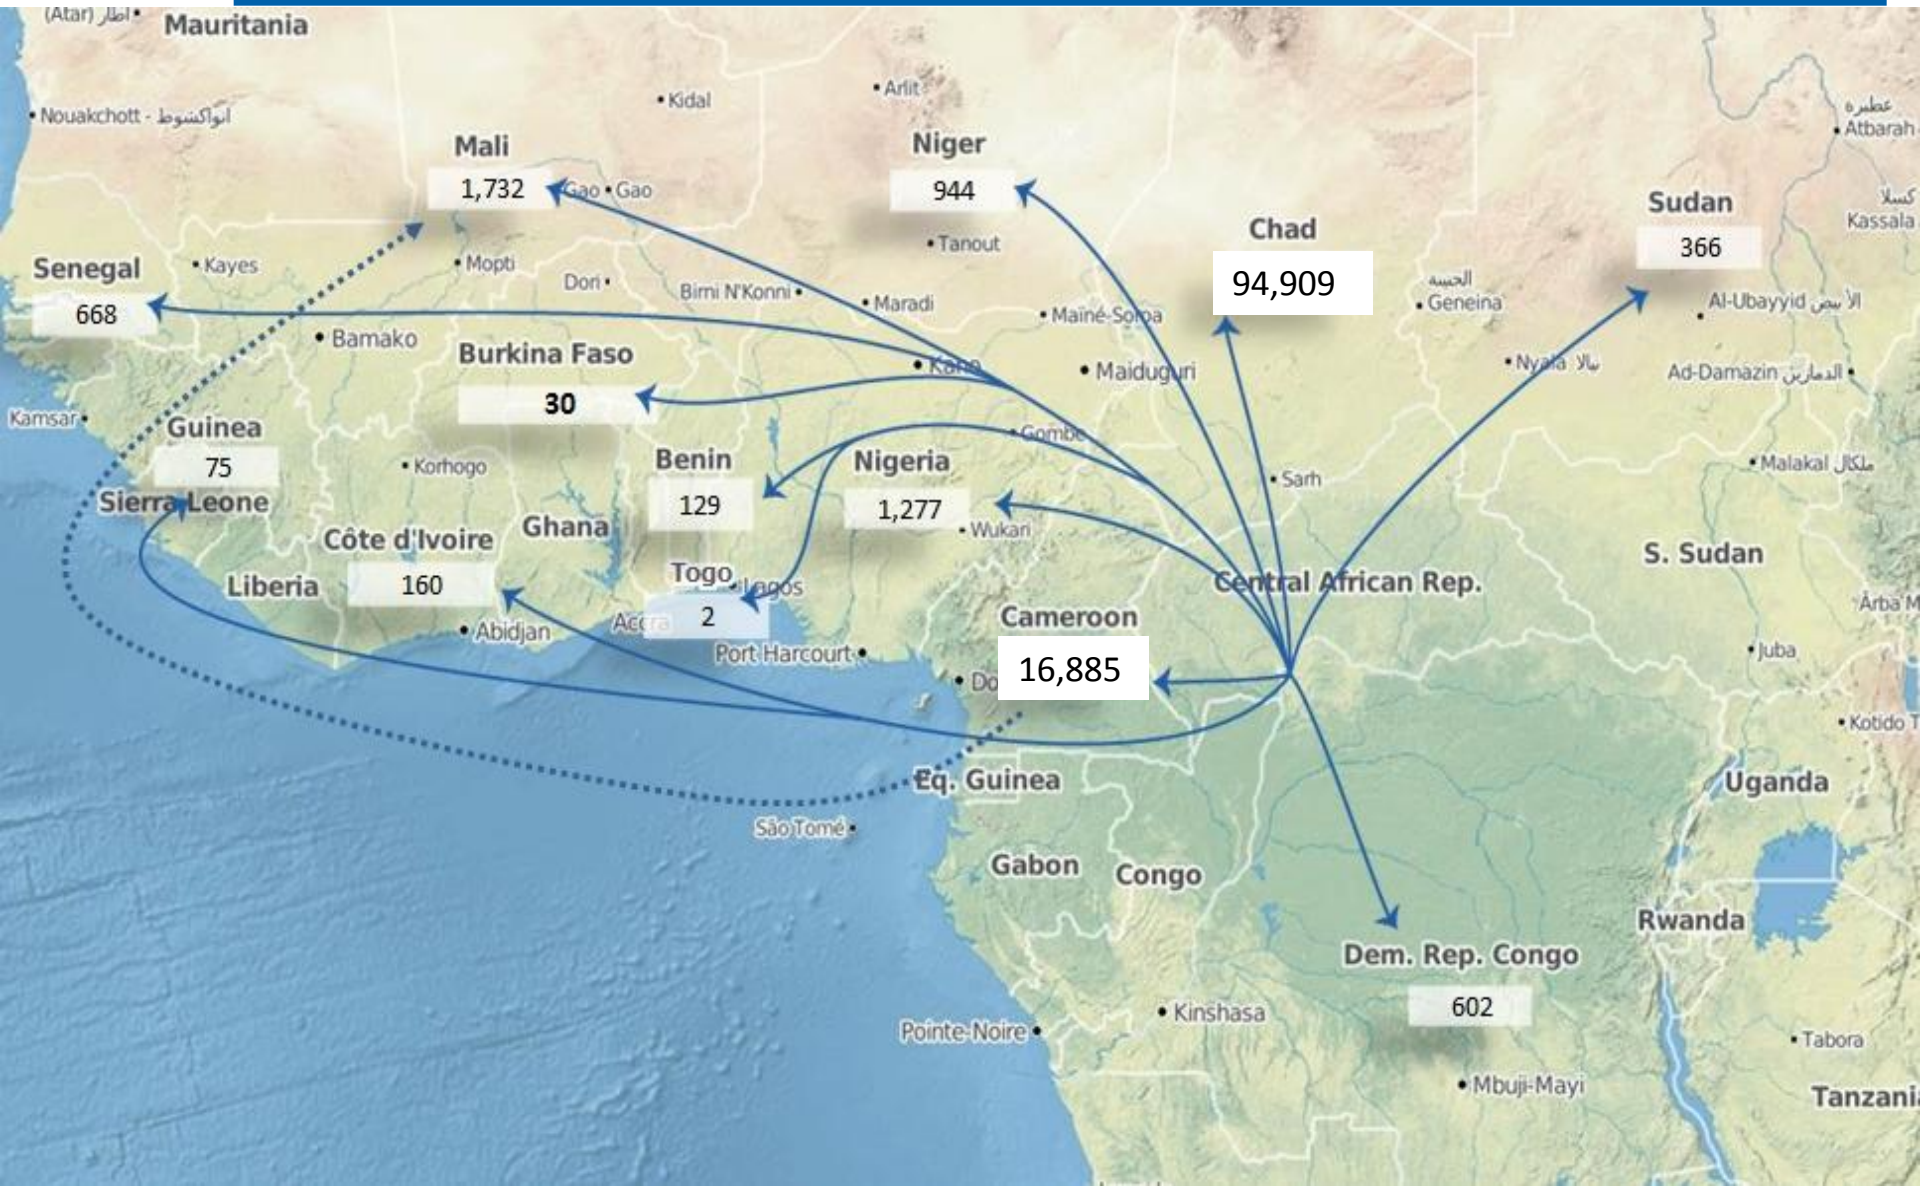 (Atar) اطار
Mauritania
Arlit
Kidal
عطبرة
Atbarah
Nouakchott - انواكشوط
Mali
1,732
Gao
Gao
Niger
944
Sudan
366
كسلا
Kassala
Chad
94,909
Tanout
Senegal
668
Kayes
Mopti
Dori
Birni N'Konni
Maradi
Maïné-Soroa
Geneina
Al-Ubayyid الأبيض
Bamako
Burkina Faso
30
Kano
Maiduguri
Nyala نيالا
Ad-Damazin الدمازين
Kamsar
Guinea
75
Gombe
Korhogo
Benin
129
Nigeria
1,277
Sarh
Malakal ملكال
Sierra Leone
Côte d'Ivoire
160
Ghana
Wukari
S. Sudan
Liberia
Togo
2
Lagos
Central African Rep.
Arba M
Cameroon
16,885
Accra
Abidjan
Port Harcourt
Juba
Do
Kotido T
Eq. Guinea
Uganda
São Tomé
Gabon
Congo
Rwanda
Dem. Rep. Congo
602
Kinshasa
Pointe-Noire
Tabora
Mbuji-Mayi
Tanzani